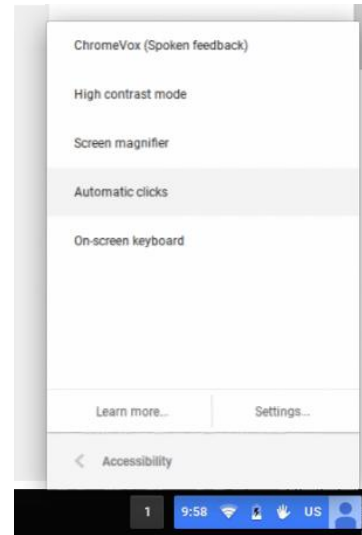 ChromeVox (Spoken feedback)
High contrast mode
Screen magnifier
Automatic clicks
On-screen keyboard
Learn more... Settings...
< Accessibility
1 9:58 US